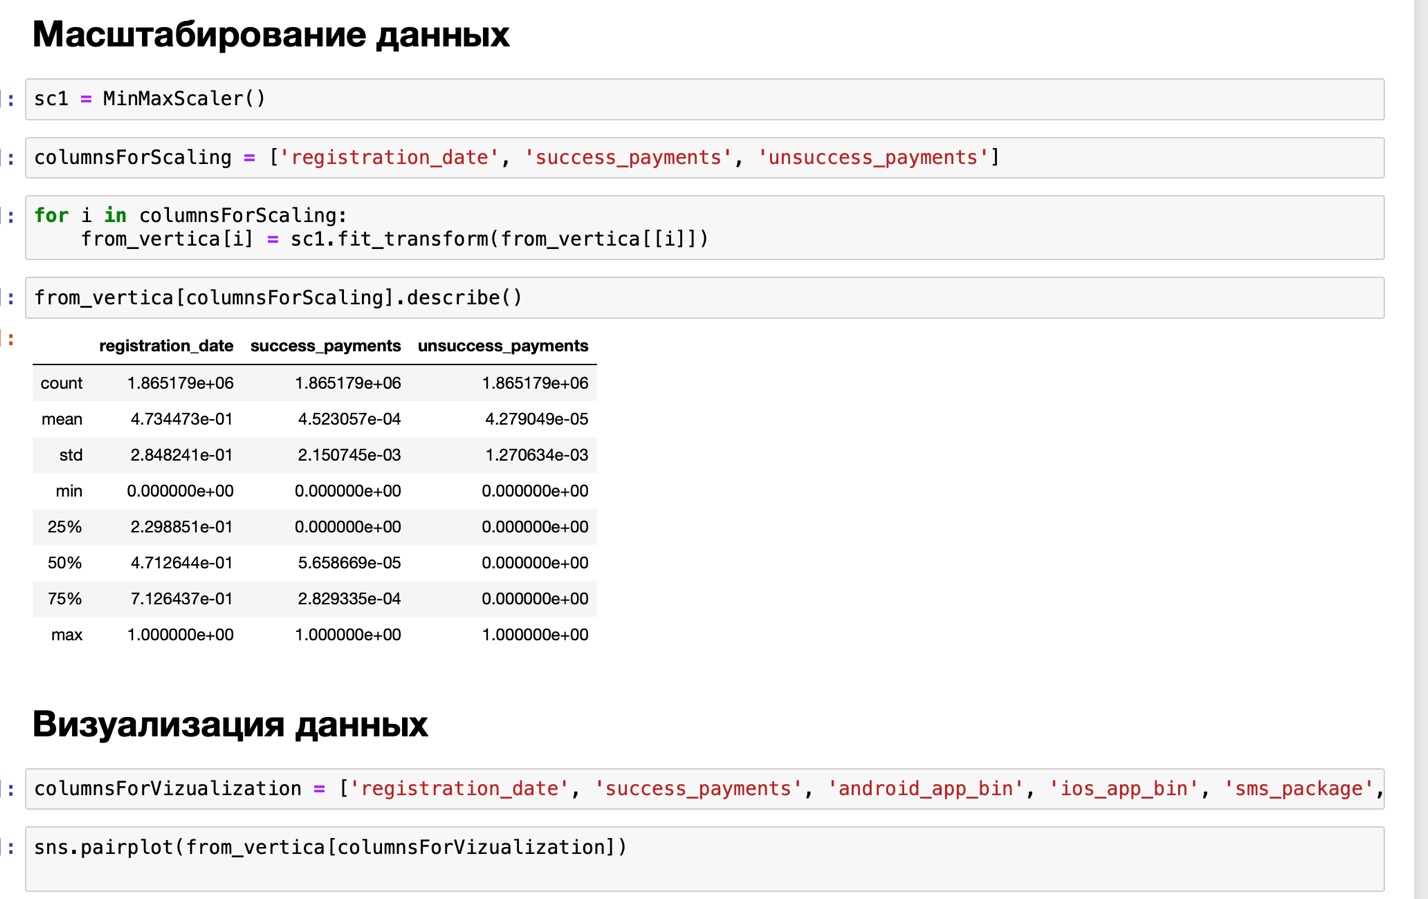 Масштабирование данных
]: sc1 = MinMaxScaler()
]: columnsForScaling = ['registration_date', 'success_payments', 'unsuccess_payments']
]: for i in columnsForScaling:
    from_vertica[i] = sc1.fit_transform(from_vertica[[i]])
]: from_vertica[columnsForScaling].describe()
]:
registration_date success_payments unsuccess_payments
count 1.865179e+06 1.865179e+06 1.865179e+06
mean 4.734473e-01 4.523057e-04 4.279049e-05
std 2.848241e-01 2.150745e-03 1.270634e-03
min 0.000000e+00 0.000000e+00 0.000000e+00
25% 2.298851e-01 0.000000e+00 0.000000e+00
50% 4.712644e-01 5.658669e-05 0.000000e+00
75% 7.126437e-01 2.829335e-04 0.000000e+00
max 1.000000e+00 1.000000e+00 1.000000e+00
Визуализация данных
]: columnsForVizualization = ['registration_date', 'success_payments', 'android_app_bin', 'ios_app_bin', 'sms_package',
]: sns.pairplot(from_vertica[columnsForVizualization])